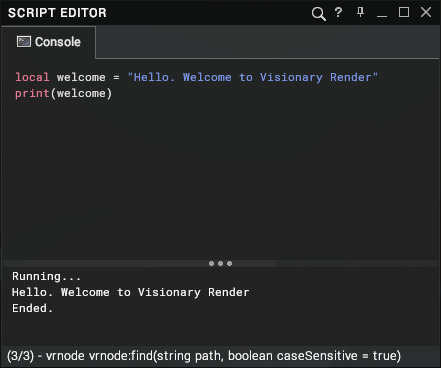 SCRIPT EDITOR
?
Console
local welcome = "Hello. Welcome to Visionary Render"
print(welcome)
Running...
Hello. Welcome to Visionary Render
Ended.
(3/3) - vrnode vrnode:find(string path, boolean caseSensitive = true)